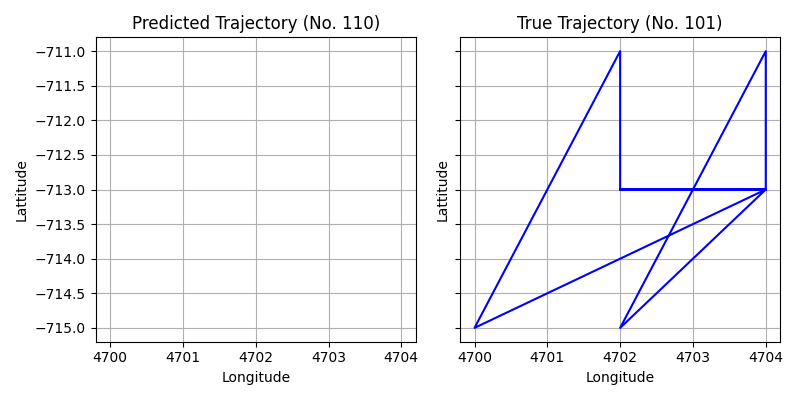 Predicted Trajectory (No. 110)
True Trajectory (No. 101)
−711.0
−711.5
−712.0
−712.5
−713.0
−713.5
−714.0
−714.5
−715.0
Lattitude
Lattitude
4700 4701 4702 4703 4704
4700 4701 4702 4703 4704
Longitude
Longitude